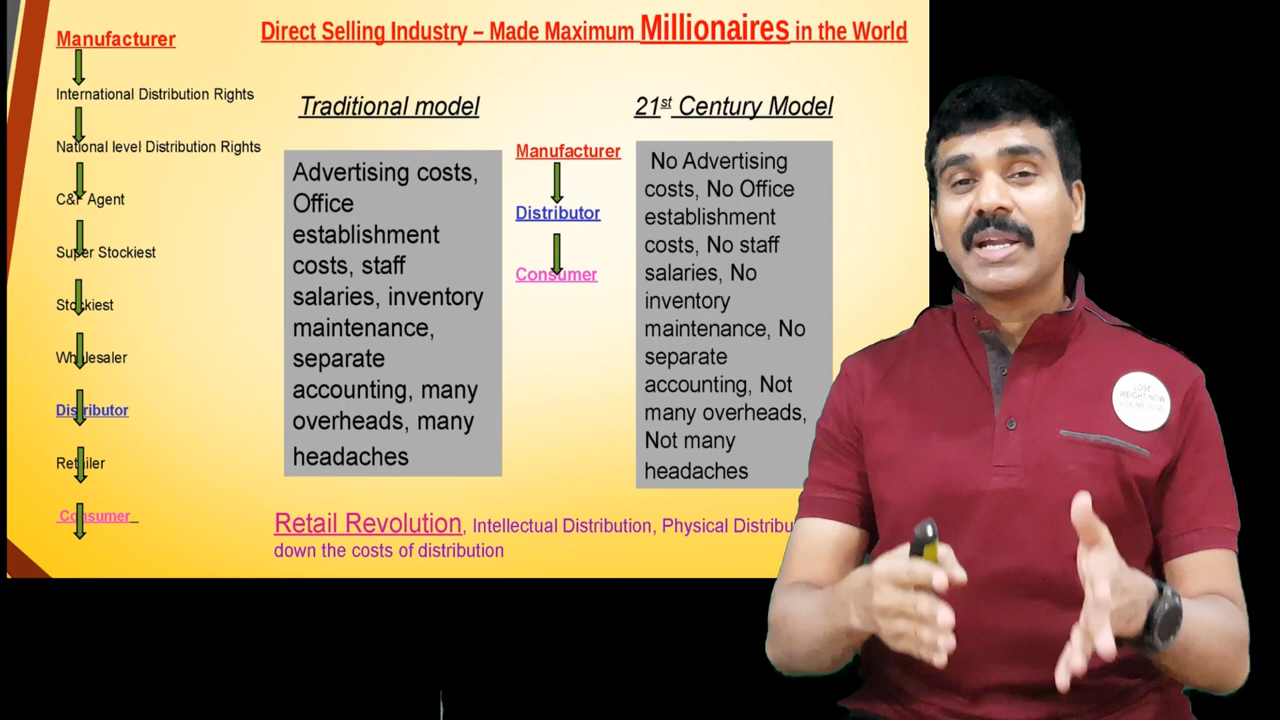 Direct Selling Industry – Made Maximum Millionaires in the World
Manufacturer
International Distribution Rights
National level Distribution Rights
C&F Agent
Super Stockiest
Stockiest
Wholesaler
Distributor
Retailer
Consumer
Traditional model
Advertising costs,
Office
establishment
costs, staff
salaries, inventory
maintenance,
separate
accounting, many
overheads, many
headaches
Manufacturer
Distributor
Consumer
21st Century Model
No Advertising
costs, No Office
establishment
costs, No staff
salaries, No
inventory
maintenance, No
separate
accounting, Not
many overheads,
Not many
headaches
Retail Revolution, Intellectual Distribution, Physical
down the costs of distribution
LOSE
WEIGHT NOW